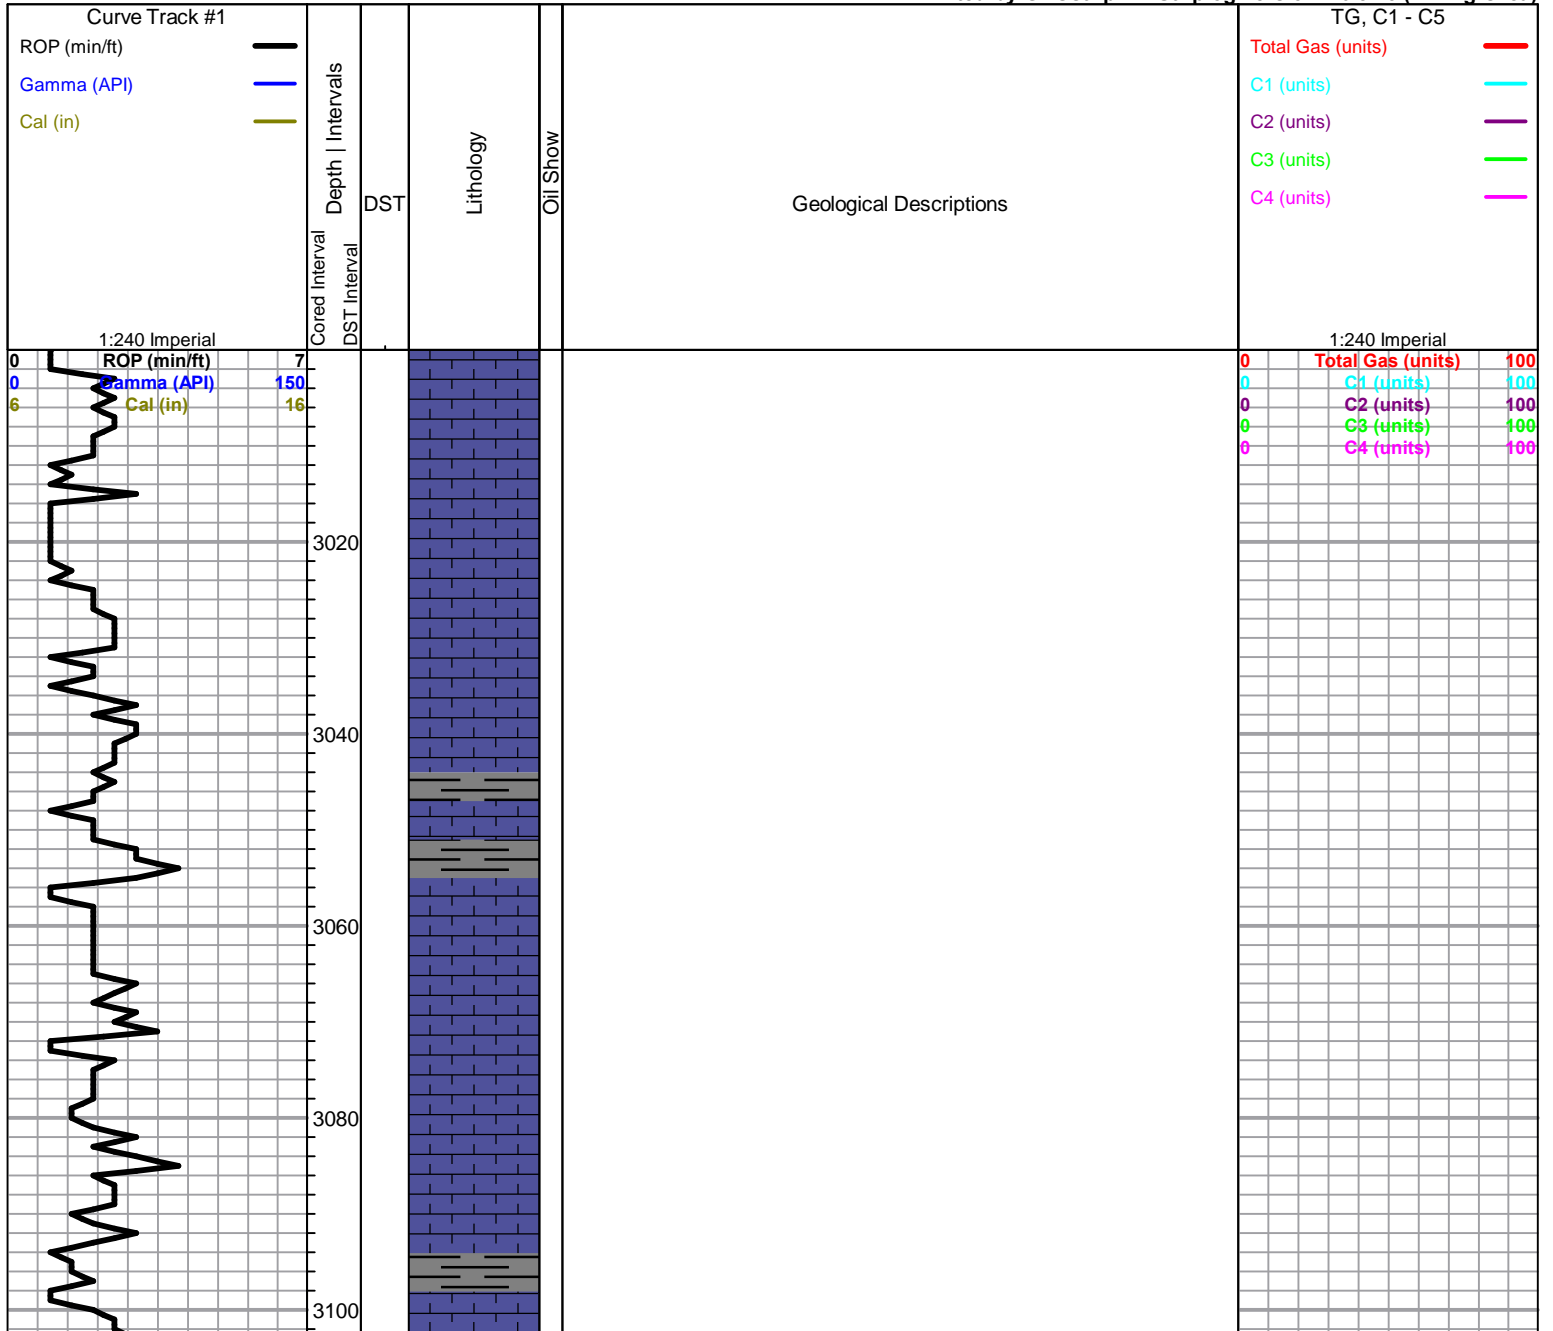 Curve Track #1
ROP (min/ft)
Gamma (API)
Cal (in)
1:240 Imperial
Depth | Intervals
Cored Interval
DST Interval
DST
Lithology
Oil Show
Geological Descriptions
TG, C1 - C5
Total Gas (units)
C1 (units)
C2 (units)
C3 (units)
C4 (units)
1:240 Imperial
0 ROP (min/ft) 7
0 Gamma (API) 150
6 Cal (in) 16
0 Total Gas (units) 100
0 C1 (units) 100
0 C2 (units) 100
0 C3 (units) 100
0 C4 (units) 100
3020
3040
3060
3080
3100